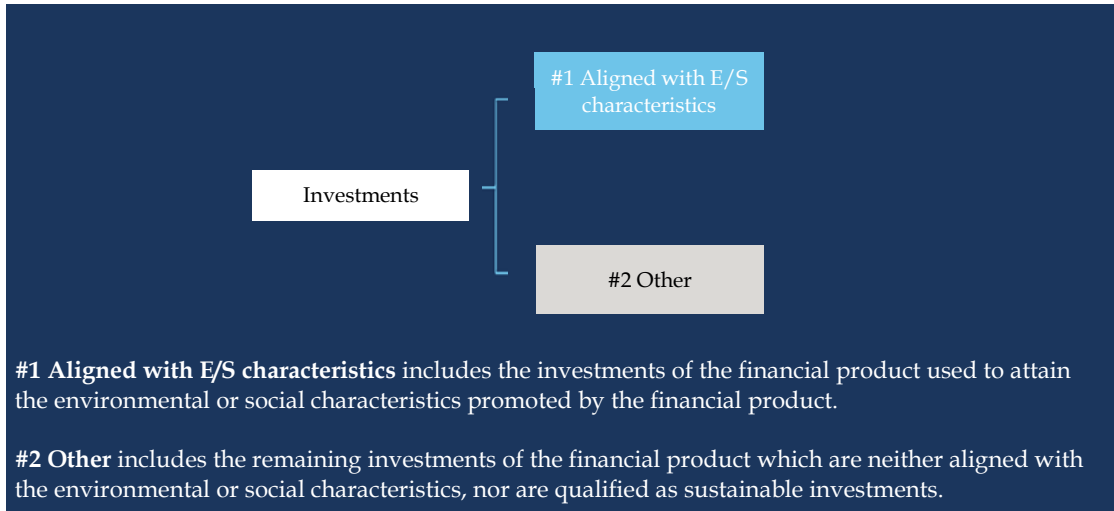 #1 Aligned with E/S
characteristics
Investments
#2 Other
#1 Aligned with E/S characteristics includes the investments of the financial product used to attain
the environmental or social characteristics promoted by the financial product.
#2 Other includes the remaining investments of the financial product which are neither aligned with
the environmental or social characteristics, nor are qualified as sustainable investments.